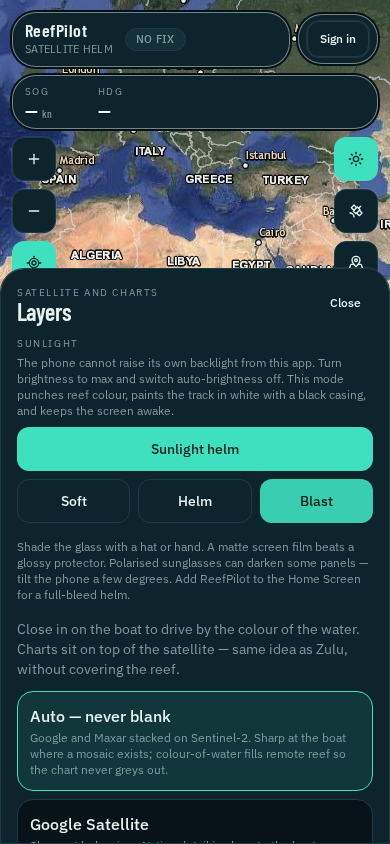 ReefPilot
SATELLITE HELM
NO FIX
Sign in
London
SOG
HDG
— kn
—
+
Madrid
ITALY
Istanbul
SPAIN
GREECE
TURKEY
−
Cairo
ALGERIA
LIBYA
EGYPT
SATELLITE AND CHARTS
Layers
Close
SUNLIGHT
The phone cannot raise its own backlight from this app. Turn
brightness to max and switch auto-brightness off. This mode
punches reef colour, paints the track in white with a black casing,
and keeps the screen awake.
Sunlight helm
Soft
Helm
Blast
Shade the glass with a hat or hand. A matte screen film beats a
glossy protector. Polarised sunglasses can darken some panels —
tilt the phone a few degrees. Add ReefPilot to the Home Screen
for a full-bleed helm.
Close in on the boat to drive by the colour of the water.
Charts sit on top of the satellite — same idea as Zulu,
without covering the reef.
Auto — never blank
Google and Maxar stacked on Sentinel-2. Sharp at the boat
where a mosaic exists; colour-of-water fills remote reef so
the chart never greys out.
Google Satellite